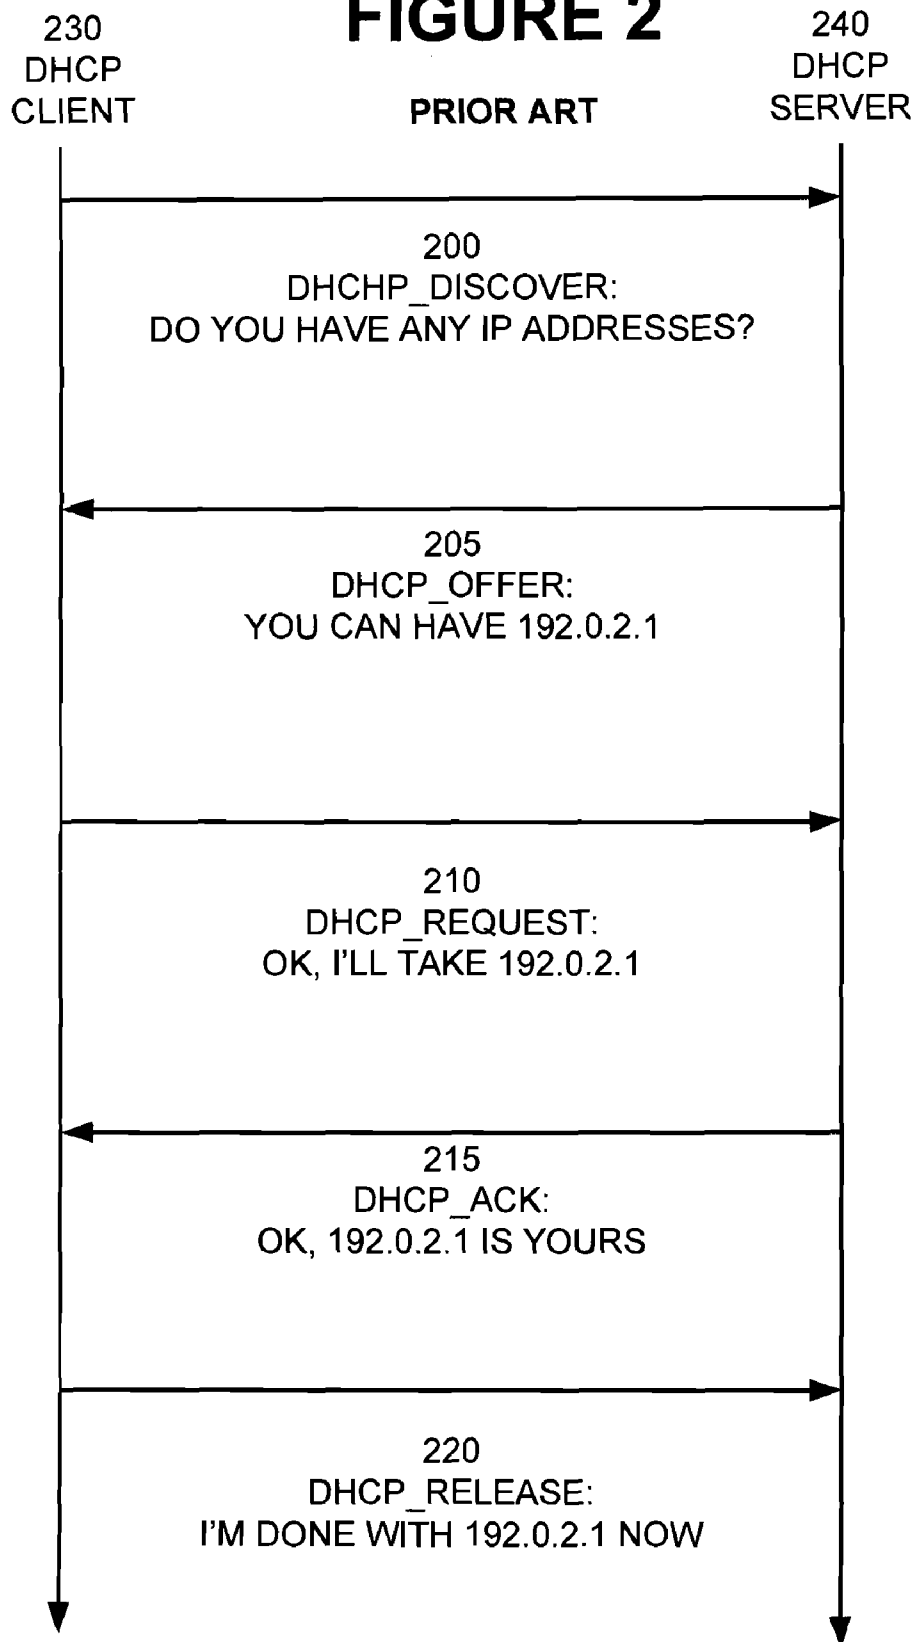 FIGURE 2
230
DHCP
CLIENT
PRIOR ART
240
DHCP
SERVER
200
DHCHP_DISCOVER:
DO YOU HAVE ANY IP ADDRESSES?
205
DHCP_OFFER:
YOU CAN HAVE 192.0.2.1
210
DHCP_REQUEST:
OK, I'LL TAKE 192.0.2.1
215
DHCP_ACK:
OK, 192.0.2.1 IS YOURS
220
DHCP_RELEASE:
I'M DONE WITH 192.0.2.1 NOW